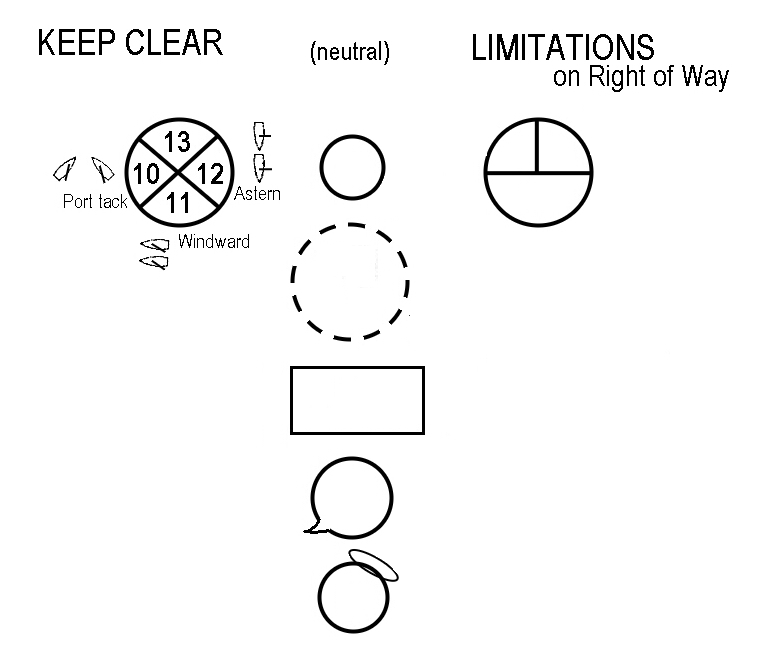 KEEP CLEAR
(neutral)
LIMITATIONS
on Right of Way
13
10
12
11
Port tack
Astern
Windward